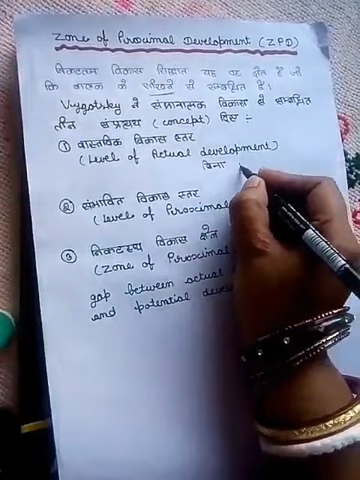 Zone of Proximal Development (ZPD)
निकटतम विकास सिद्धांत यह वह क्षेत्र है जो
कि बालक के सीखने से सम्बन्धित है।
Vygotsky ने संज्ञानात्मक विकास से सम्बन्धित
तीन संप्रत्यय (concept) दिए :-
① वास्तविक विकास स्तर
(Level of Actual development)
बिना
② संभावित विकास स्तर
(Level of Proximal
③ निकटस्थ विकास क्षेत्र
(Zone of Proximal
gap between actual
and potential deve